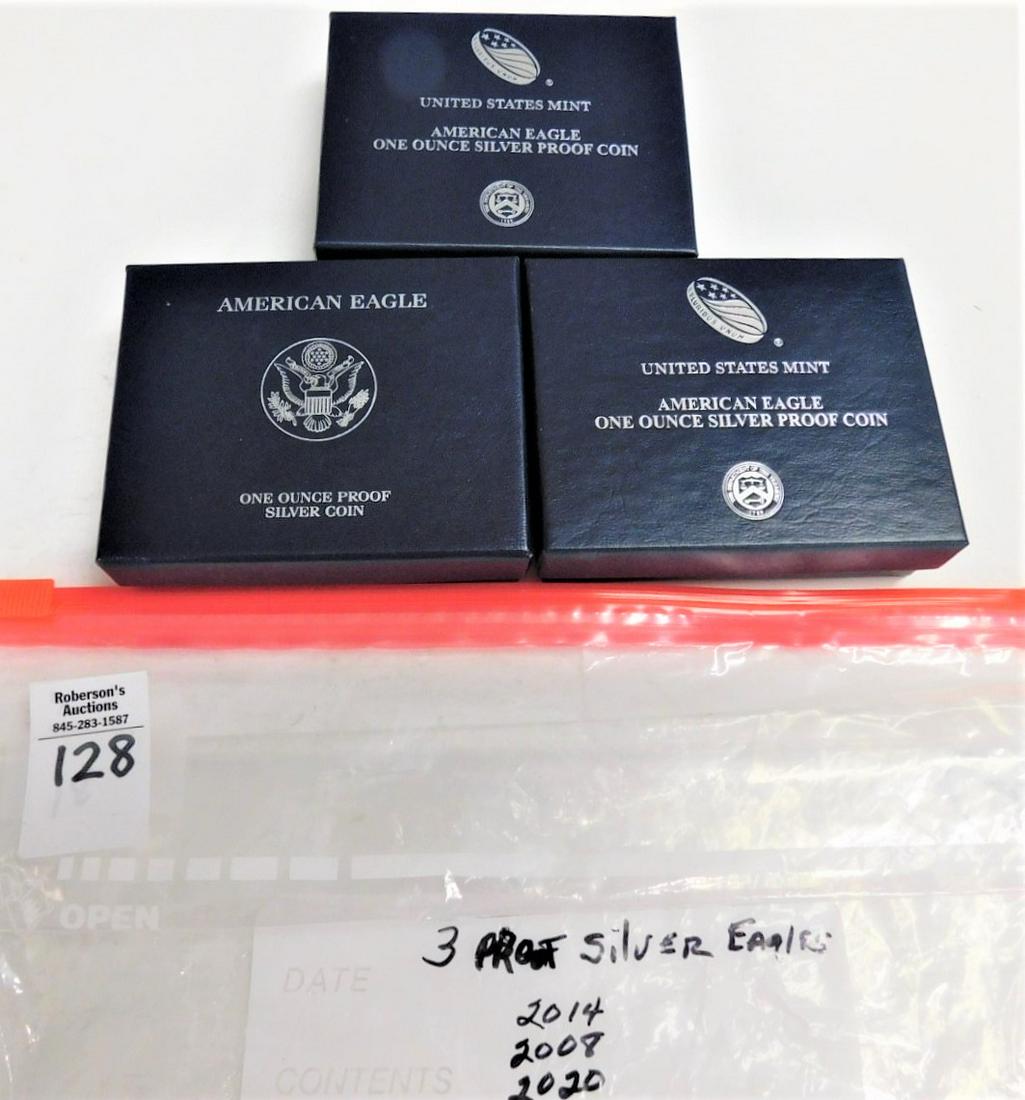 UNITED STATES MINT
AMERICAN EAGLE
ONE OUNCE SILVER PROOF COIN
AMERICAN EAGLE
ONE OUNCE PROOF
SILVER COIN
PLURIBUS UNUM
UNITED STATES MINT
AMERICAN EAGLE
ONE OUNCE SILVER PROOF COIN
Roberson's
Auctions
845-283-1587
128
OPEN
3 PROOF SilvER EAglEs
DATE
2014
2008
CONTENTS
2020